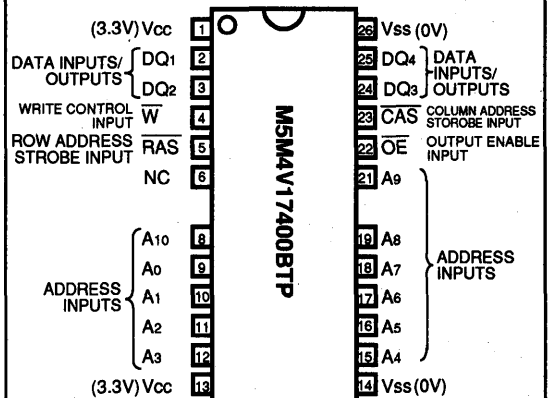 (3.3V) Vcc 1
26 Vss (0V)
DATA INPUTS/
OUTPUTS
DQ1 2
DQ2 3
25 DQ4
24 DQ3
DATA
INPUTS/
OUTPUTS
WRITE CONTROL
INPUT
W 4
23 CAS
COLUMN ADDRESS
STOROBE INPUT
ROW ADDRESS
STROBE INPUT
RAS 5
22 OE
OUTPUT ENABLE
INPUT
NC 6
21 A9
M5M4V17400BTP
ADDRESS
INPUTS
A10 8
A0 9
A1 10
A2 11
A3 12
19 A8
18 A7
17 A6
16 A5
15 A4
ADDRESS
INPUTS
(3.3V) Vcc 13
14 Vss (0V)